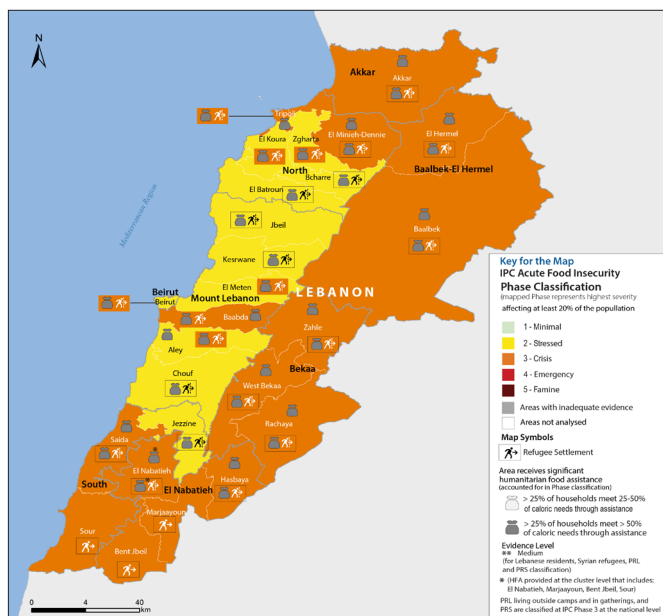 N
Akkar
Akkar
Tripoli
El Koura
Zgharta
El Minieh-Dennie
El Hermel
North
Bcharre
Baalbek-El Hermel
El Batroun
Mediterranean Region
Jbeil
Baalbek
Kesrwane
El Meten
LEBANON
Beirut
Beirut
Mount Lebanon
Baabda
Zahle
Aley
Bekaa
Chouf
West Bekaa
Jezzine
Rachaya
Saida
El Nabatieh
*
Hasbaya
*
South
El Nabatieh
Marjaayoun
Sour
Bent Jbeil
0 20 40
km
Key for the Map
IPC Acute Food Insecurity
Phase Classification
(mapped Phase represents highest severity
affecting at least 20% of the population
1 - Minimal
2 - Stressed
3 - Crisis
4 - Emergency
5 - Famine
Areas with inadequate evidence
Areas not analysed
Map Symbols
Refugee Settlement
Area receives significant
humanitarian food assistance
(accounted for in Phase classification)
> 25% of households meet 25-50%
of caloric needs through assistance
> 25% of households meet > 50%
of caloric needs through assistance
Evidence Level
** Medium
(for Lebanese residents, Syrian refugees, PRL
and PRS classification)
* (HFA provided at the cluster level that includes:
El Nabatieh, Marjaayoun, Bent Jbeil, Sour)
PRL living outside camps and in gatherings, and
PRS are classified at IPC Phase 3 at the national level